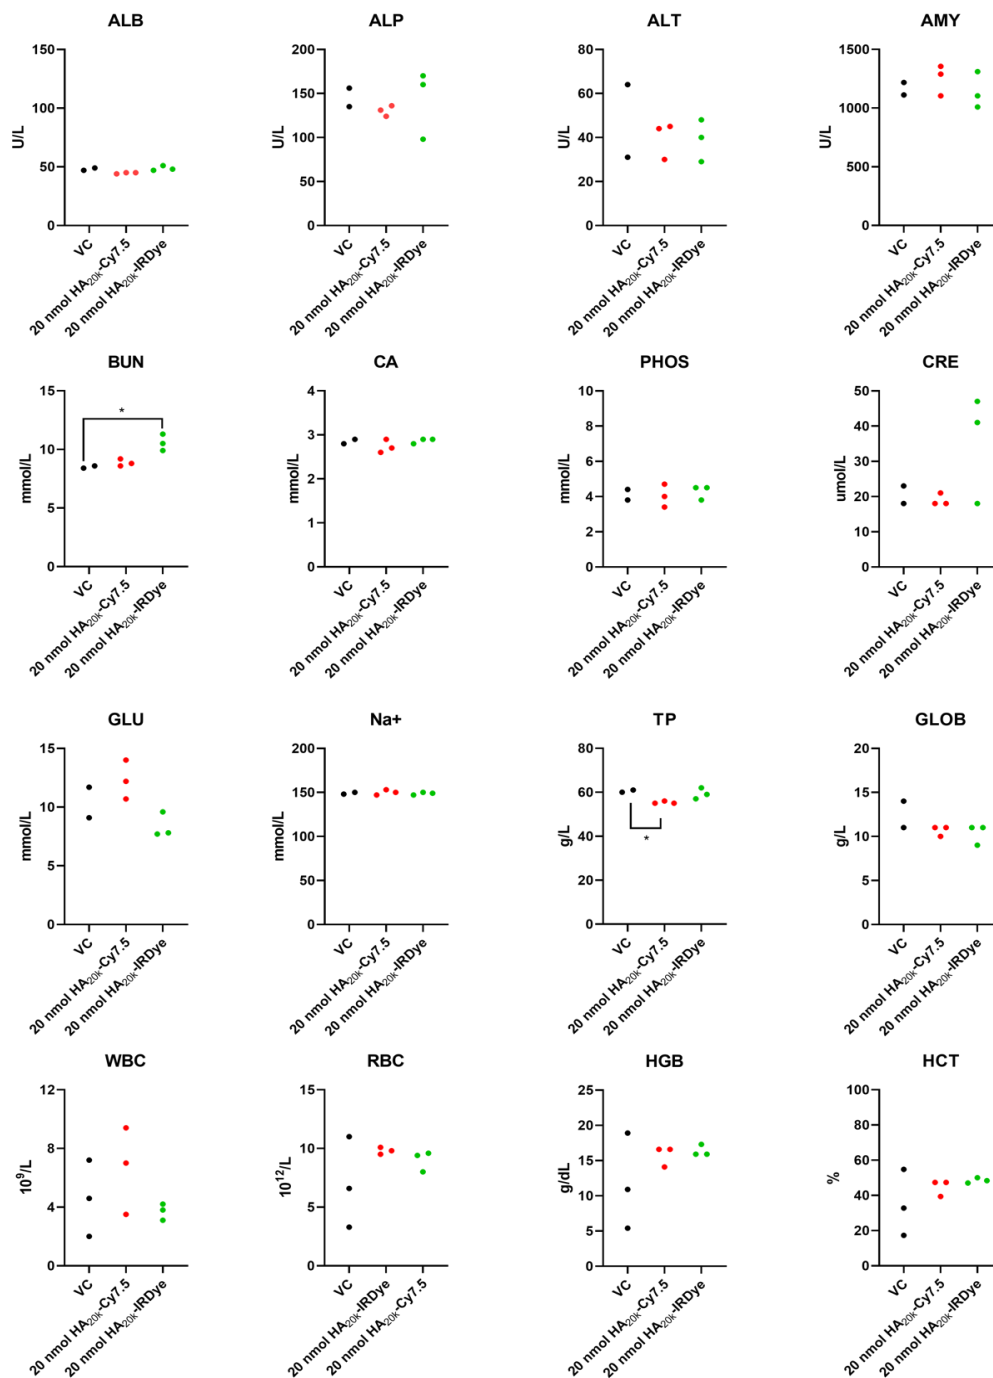 ALB
150
100
50
0
U/L
VC
20 nmol HA20k-Cy7.5
20 nmol HA20k-IRDye
ALP
200
150
100
50
0
U/L
VC
20 nmol HA20k-Cy7.5
20 nmol HA20k-IRDye
ALT
80
60
40
20
0
U/L
VC
20 nmol HA20k-Cy7.5
20 nmol HA20k-IRDye
AMY
1500
1000
500
0
U/L
VC
20 nmol HA20k-Cy7.5
20 nmol HA20k-IRDye
BUN
15
10
5
0
mmol/L
*
VC
20 nmol HA20k-Cy7.5
20 nmol HA20k-IRDye
CA
4
3
2
1
0
mmol/L
VC
20 nmol HA20k-Cy7.5
20 nmol HA20k-IRDye
PHOS
10
8
6
4
2
0
mmol/L
VC
20 nmol HA20k-Cy7.5
20 nmol HA20k-IRDye
CRE
50
40
30
20
10
0
umol/L
VC
20 nmol HA20k-Cy7.5
20 nmol HA20k-IRDye
GLU
15
10
5
0
mmol/L
VC
20 nmol HA20k-Cy7.5
20 nmol HA20k-IRDye
Na+
200
150
100
50
0
mmol/L
VC
20 nmol HA20k-Cy7.5
20 nmol HA20k-IRDye
TP
80
60
40
20
0
g/L
*
VC
20 nmol HA20k-Cy7.5
20 nmol HA20k-IRDye
GLOB
20
15
10
5
0
g/L
VC
20 nmol HA20k-Cy7.5
20 nmol HA20k-IRDye
WBC
12
8
4
0
10^9/L
VC
20 nmol HA20k-Cy7.5
20 nmol HA20k-IRDye
RBC
15
10
5
0
10^12/L
VC
20 nmol HA20k-IRDye
20 nmol HA20k-Cy7.5
HGB
25
20
15
10
5
0
g/dL
VC
20 nmol HA20k-Cy7.5
20 nmol HA20k-IRDye
HCT
100
80
60
40
20
0
%
VC
20 nmol HA20k-Cy7.5
20 nmol HA20k-IRDye